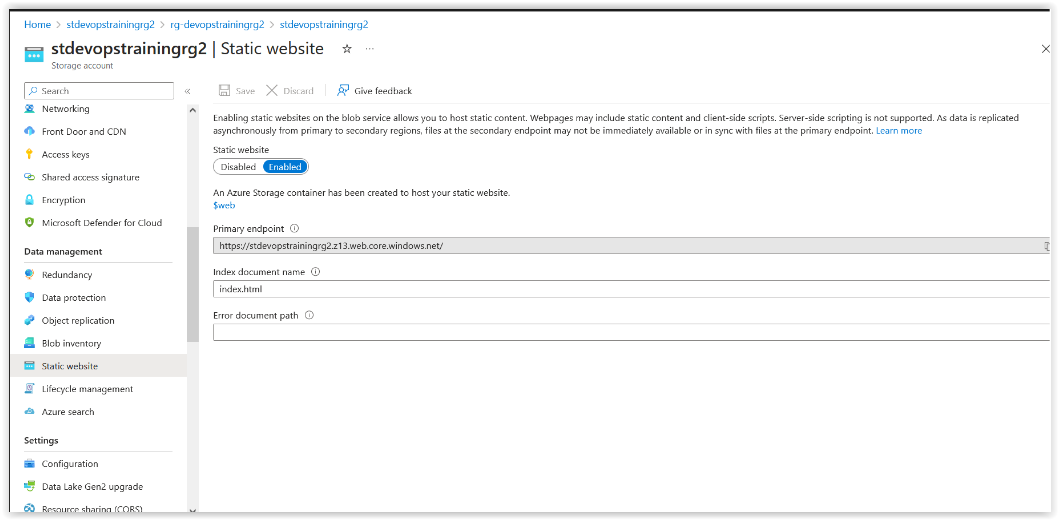 Home > stdevopstrainingrg2 > rg-devopstrainingrg2 > stdevopstrainingrg2
stdevopstrainingrg2 | Static website
Storage account
Search
Networking
Front Door and CDN
Access keys
Shared access signature
Encryption
Microsoft Defender for Cloud
Data management
Redundancy
Data protection
Object replication
Blob inventory
Static website
Lifecycle management
Azure search
Settings
Configuration
Data Lake Gen2 upgrade
Resource sharing (CORS)
Save Discard Give feedback
Enabling static websites on the blob service allows you to host static content. Webpages may include static content and client-side scripts. Server-side scripting is not supported. As data is replicated
asynchronously from primary to secondary regions, files at the secondary endpoint may not be immediately available or in sync with files at the primary endpoint. Learn more
Static website
Disabled Enabled
An Azure Storage container has been created to host your static website.
$web
Primary endpoint
https://stdevopstrainingrg2.z13.web.core.windows.net/
Index document name
index.html
Error document path